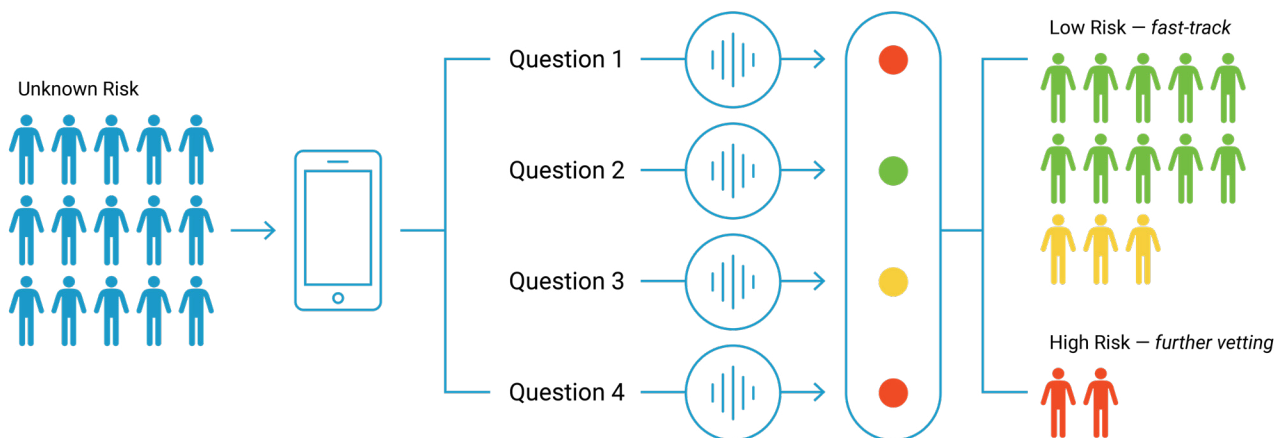 Unknown Risk
Question 1
Question 2
Question 3
Question 4
Low Risk — fast-track
High Risk — further vetting